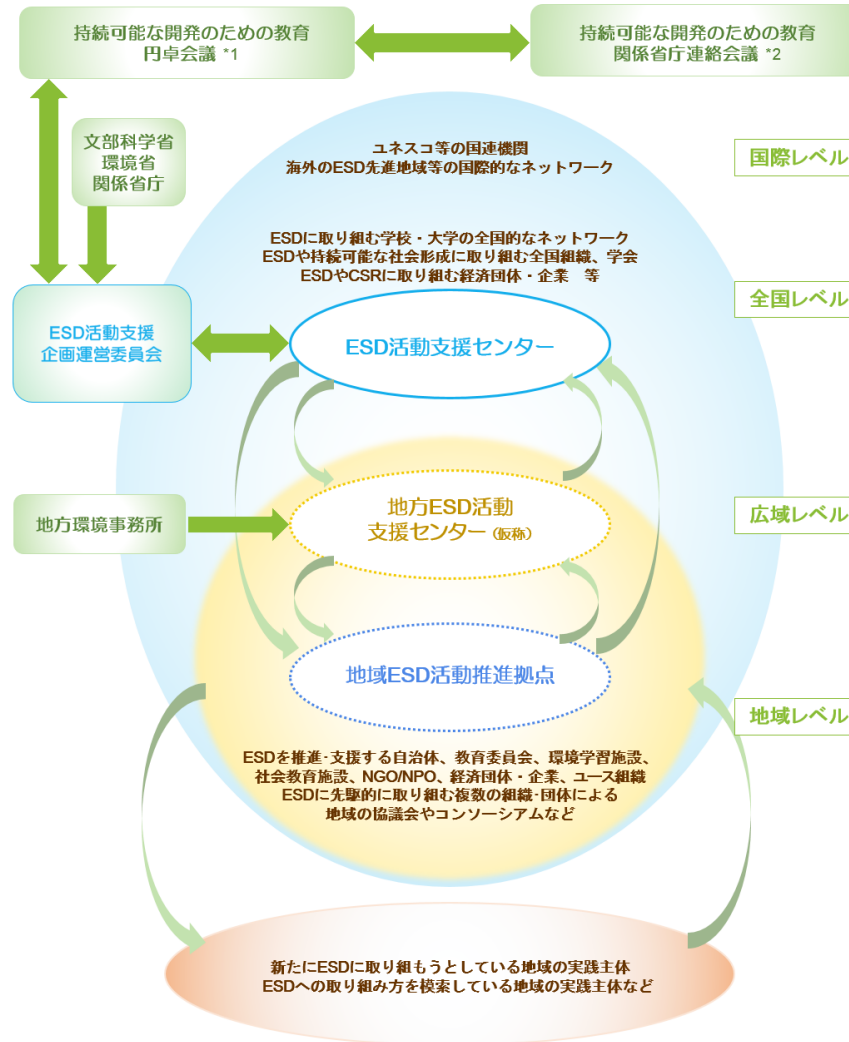 持続可能な開発のための教育
円卓会議 *1
持続可能な開発のための教育
関係省庁連絡会議 *2
文部科学省
環境省
関係省庁
ユネスコ等の国連機関
海外のESD先進地域等の国際的なネットワーク
国際レベル
ESDに取り組む学校・大学の全国的なネットワーク
ESDや持続可能な社会形成に取り組む全国組織、学会
ESDやCSRに取り組む経済団体・企業 等
全国レベル
ESD活動支援
企画運営委員会
ESD活動支援センター
地方環境事務所
地方ESD活動
支援センター（仮称）
広域レベル
地域ESD活動推進拠点
地域レベル
ESDを推進・支援する自治体、教育委員会、環境学習施設、
社会教育施設、NGO/NPO、経済団体・企業、ユース組織
ESDに先駆的に取り組む複数の組織・団体による
地域の協議会やコンソーシアムなど
新たにESDに取り組もうとしている地域の実践主体
ESDへの取り組み方を模索している地域の実践主体など